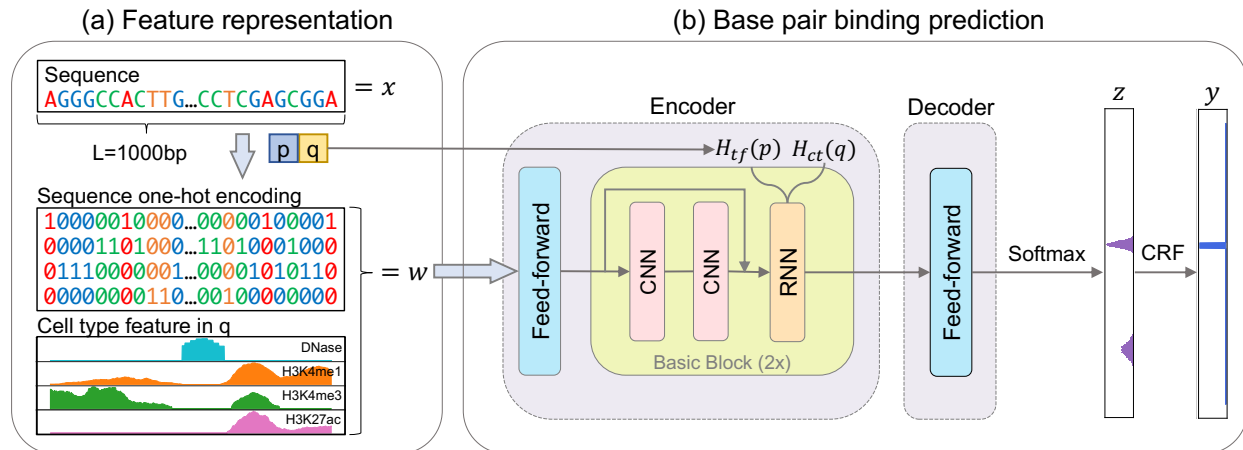 (a) Feature representation
(b) Base pair binding prediction
Sequence
AGGGCCACTTG...CCTCGAGCGGA
= x
L=1000bp
p q
Sequence one-hot encoding
10000010000...00000100001
00001101000...11010001000
01110000001...00001010110
00000000110...00100000000
= w
Cell type feature in q
DNase
H3K4me1
H3K4me3
H3K27ac
Encoder
H_tf(p) H_ct(q)
Feed-forward
CNN
CNN
RNN
Basic Block (2x)
Decoder
Feed-forward
Softmax
z
CRF
y